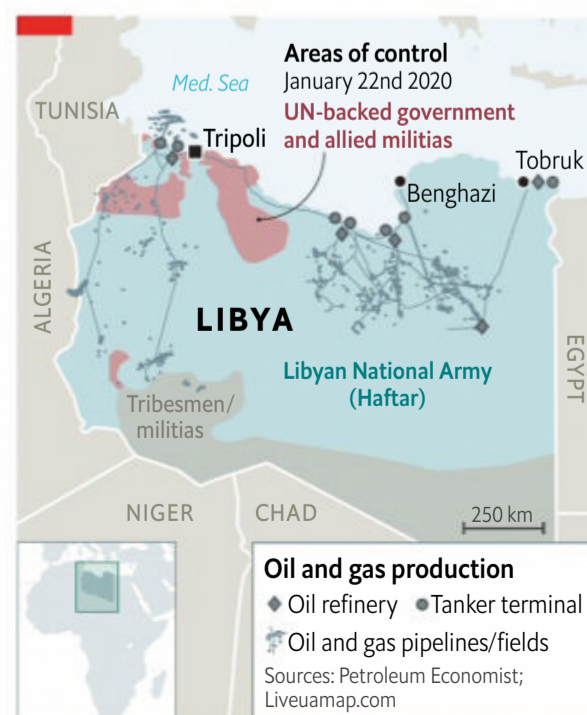 Areas of control
January 22nd 2020
UN-backed government
and allied militias
Med. Sea
TUNISIA
Tripoli
Tobruk
Benghazi
ALGERIA
LIBYA
EGYPT
Libyan National Army
(Haftar)
Tribesmen/
militias
NIGER
CHAD
250 km
Oil and gas production
Oil refinery
Tanker terminal
Oil and gas pipelines/fields
Sources: Petroleum Economist;
Liveuamap.com